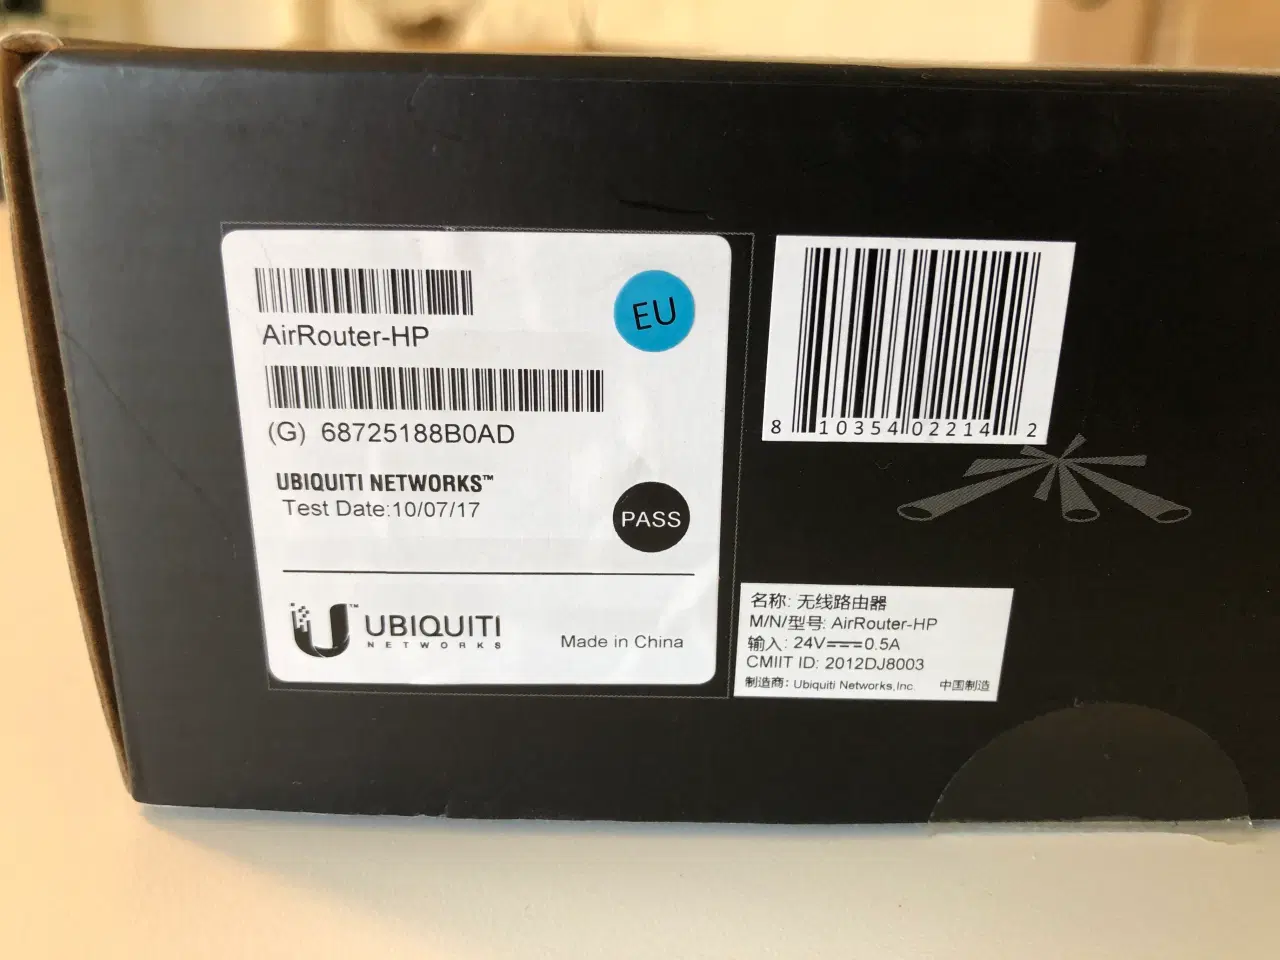 AirRouter-HP
EU
(G) 68725188B0AD
UBIQUITI NETWORKS™
Test Date:10/07/17
PASS
U™ UBIQUITI
NETWORKS
Made in China
8 10354 02214 2
名称: 无线路由器
M/N/型号: AirRouter-HP
输入: 24V⎓0.5A
CMIIT ID: 2012DJ8003
制造商: Ubiquiti Networks,Inc. 中国制造